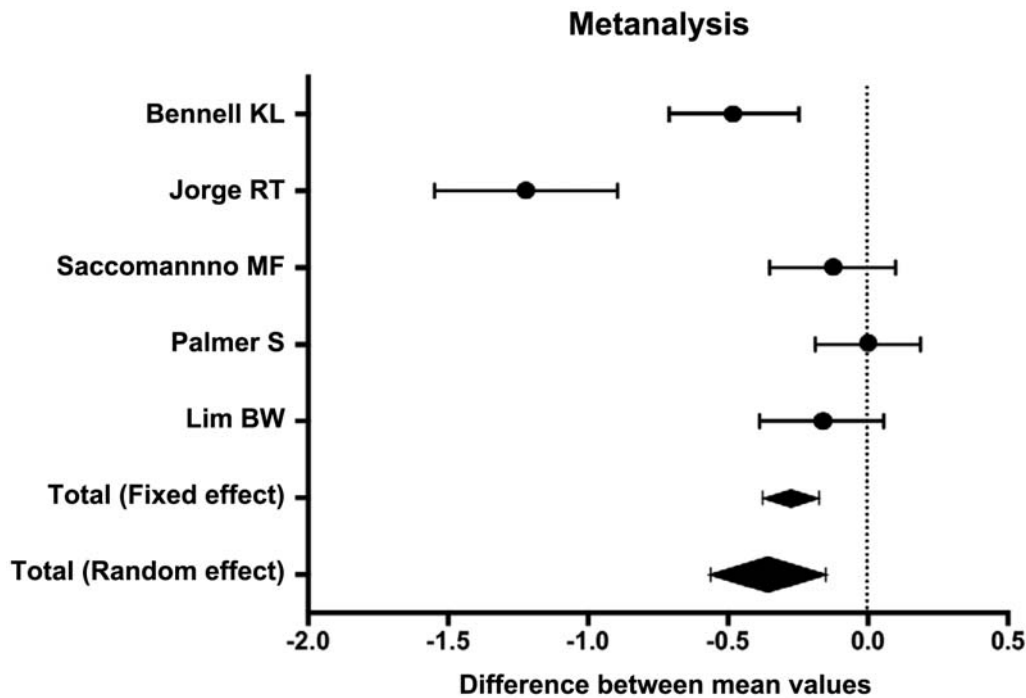 Metanalysis
Bennell KL
Jorge RT
Saccomannno MF
Palmer S
Lim BW
Total (Fixed effect)
Total (Random effect)
-2.0 -1.5 -1.0 -0.5 0.0 0.5
Difference between mean values